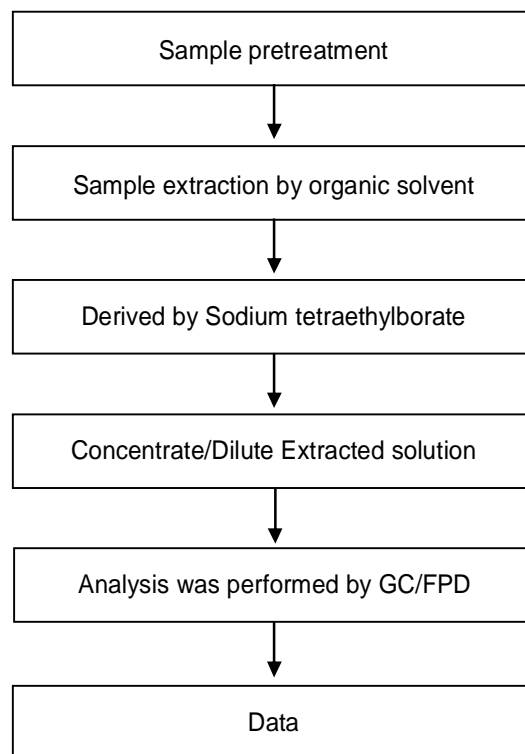 Sample pretreatment
Sample extraction by organic solvent
Derived by Sodium tetraethylborate
Concentrate/Dilute Extracted solution
Analysis was performed by GC/FPD
Data